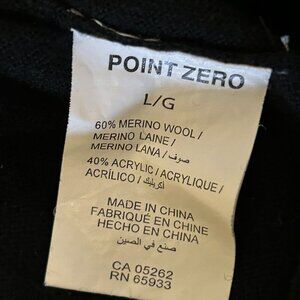 POINT ZERO
L/G
60% MERINO WOOL /
MERINO LAINE /
MERINO LANA / صوف
40% ACRYLIC / ACRYLIQUE /
ACRÍLICO / أكريليك
MADE IN CHINA
FABRIQUÉ EN CHINE
HECHO EN CHINA
صنع في الصين
CA 05262
RN 65933